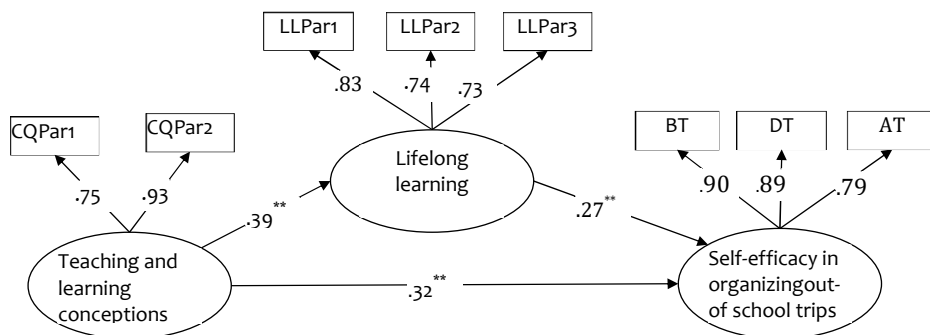 LLPar1 LLPar2 LLPar3
.83 .74 .73
CQPar1 CQPar2
BT DT AT
.75 .93
Lifelong
learning
.90 .89 .79
.39**
.27**
Teaching and
learning
conceptions
.32**
Self-efficacy in
organizingout-
of school trips